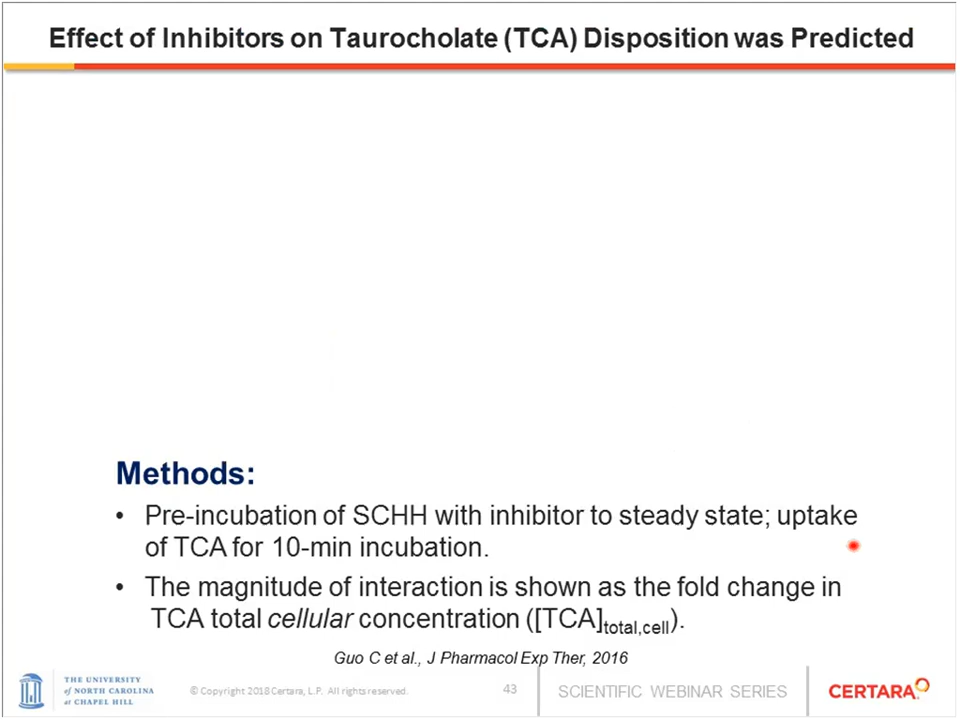 Effect of Inhibitors on Taurocholate (TCA) Disposition was Predicted
Methods:
• Pre-incubation of SCHH with inhibitor to steady state; uptake
of TCA for 10-min incubation.
• The magnitude of interaction is shown as the fold change in
TCA total cellular concentration ([TCA]total,cell).
Guo C et al., J Pharmacol Exp Ther, 2016
THE UNIVERSITY
of NORTH CAROLINA
at CHAPEL HILL
© Copyright 2018 Certara, L.P. All rights reserved.
43
SCIENTIFIC WEBINAR SERIES
CERTARA